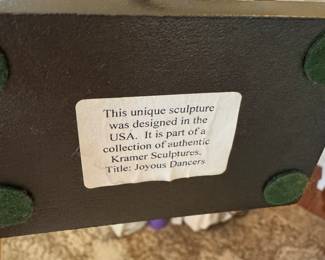 This unique sculpture
was designed in the
USA. It is part of a
collection of authentic
Kramer Sculptures.
Title: Joyous Dancers